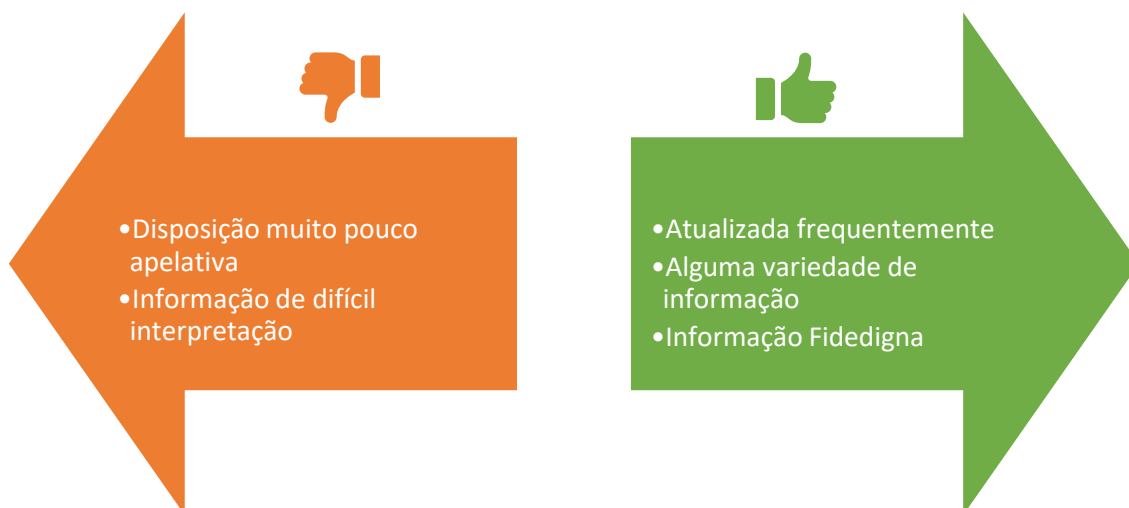 •Disposição muito pouco
apelativa
•Informação de difícil
interpretação
•Atualizada frequentemente
•Alguma variedade de
informação
•Informação Fidedigna